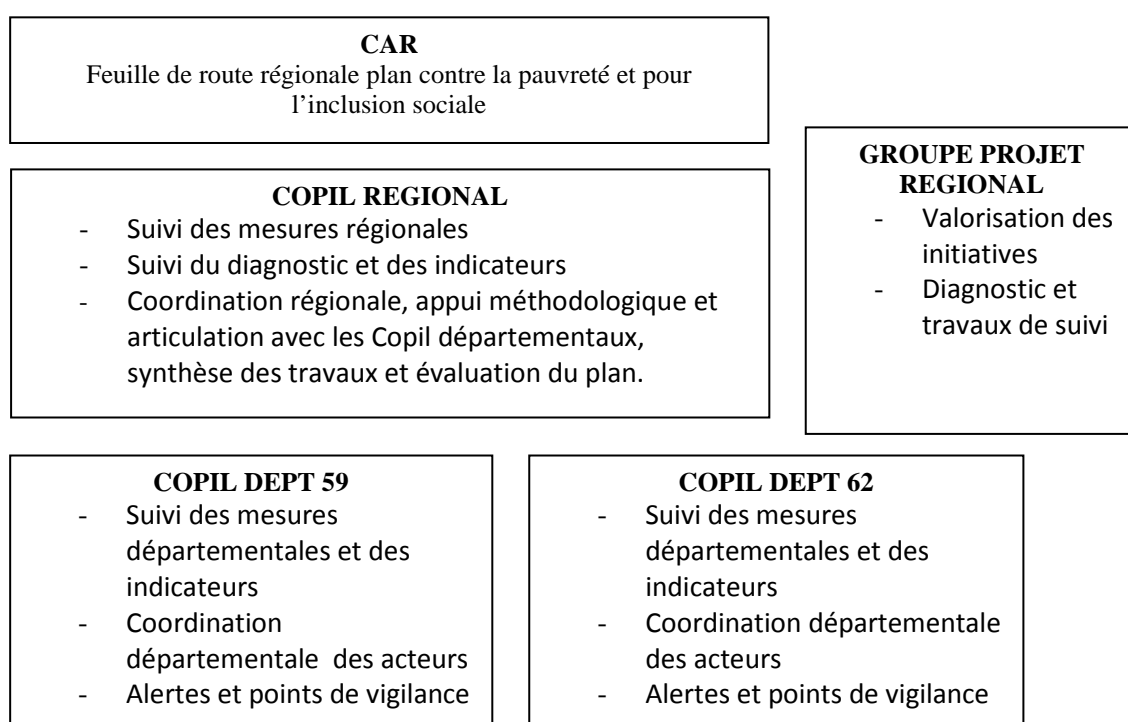 CAR
Feuille de route régionale plan contre la pauvreté et pour
l’inclusion sociale
COPIL REGIONAL
- Suivi des mesures régionales
- Suivi du diagnostic et des indicateurs
- Coordination régionale, appui méthodologique et
articulation avec les Copil départementaux,
synthèse des travaux et évaluation du plan.
GROUPE PROJET
REGIONAL
- Valorisation des
initiatives
- Diagnostic et
travaux de suivi
COPIL DEPT 59
- Suivi des mesures
départementales et des
indicateurs
- Coordination
départementale des acteurs
- Alertes et points de vigilance
COPIL DEPT 62
- Suivi des mesures
départementales et des
indicateurs
- Coordination départementale
des acteurs
- Alertes et points de vigilance